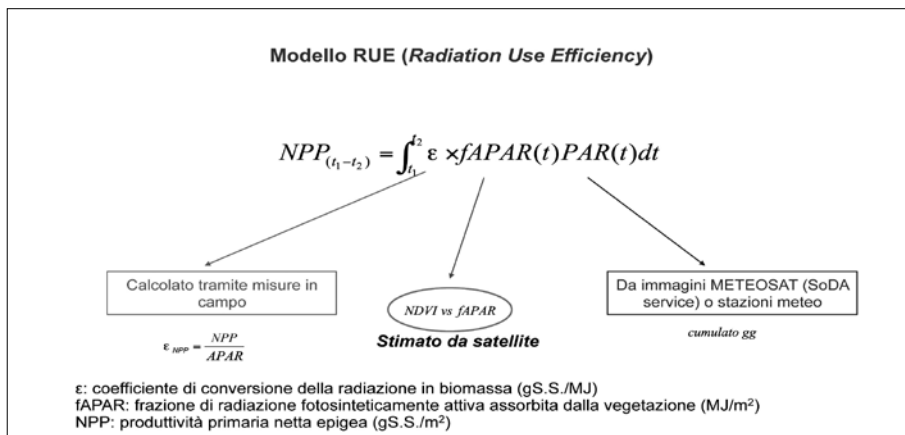 Modello RUE (Radiation Use Efficiency)
NPP(t₁−t₂) = ∫t₁t₂ ε ×fAPAR(t)PAR(t)dt
Calcolato tramite misure in
campo
ε NPP = NPP / APAR
NDVI vs fAPAR
Stimato da satellite
Da immagini METEOSAT (SoDA
service) o stazioni meteo
cumulato gg
ε: coefficiente di conversione della radiazione in biomassa (gS.S./MJ)
fAPAR: frazione di radiazione fotosinteticamente attiva assorbita dalla vegetazione (MJ/m²)
NPP: produttività primaria netta epigea (gS.S./m²)